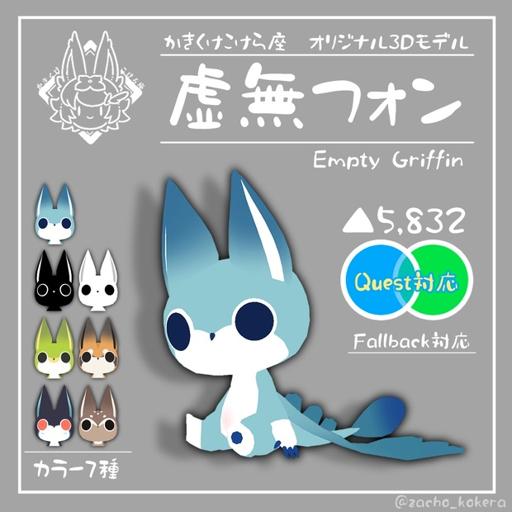 かきくけこけら座　オリジナル3Dモデル
虚無フォン
Empty Griffin
▲5,832
Quest対応
Fallback対応
カラー7種
@zacho_kokera